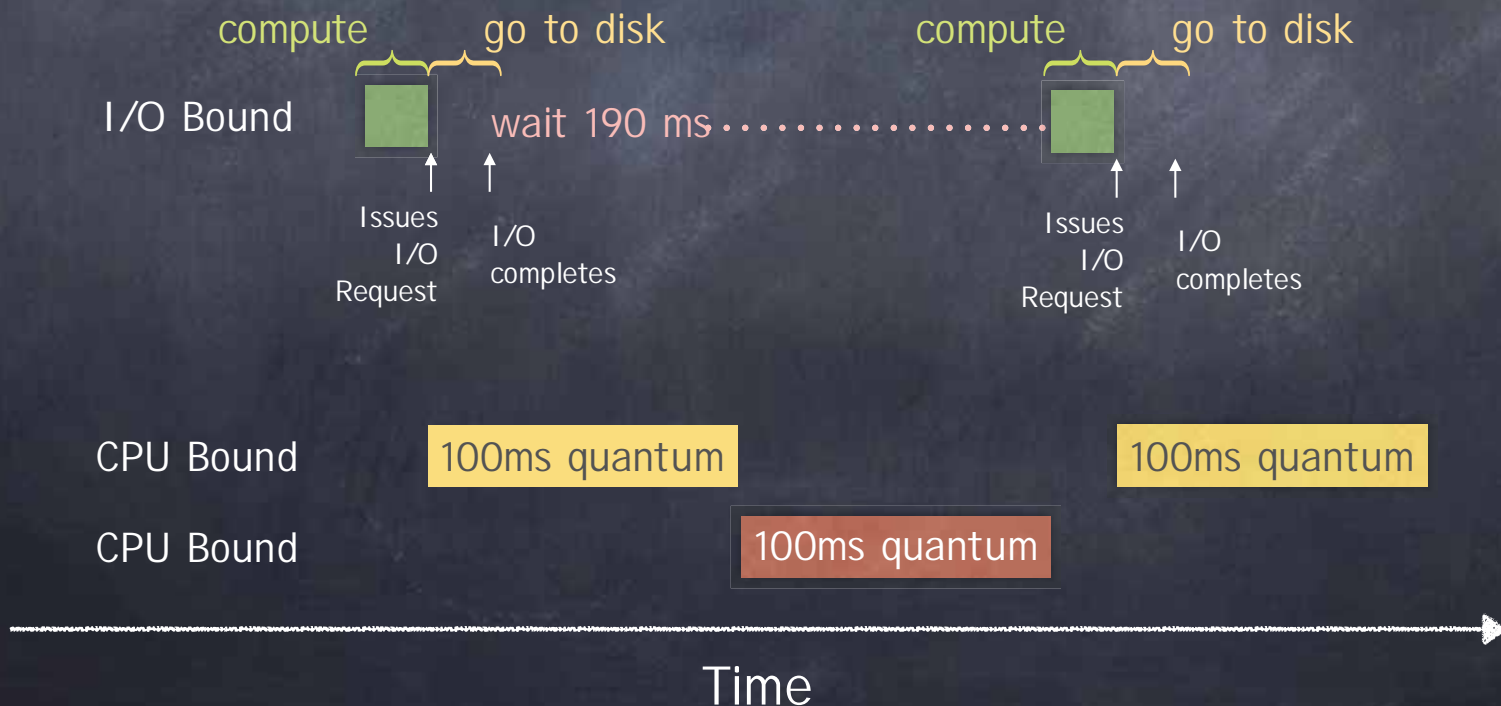 compute go to disk compute go to disk
I/O Bound wait 190 ms
Issues
I/O
Request
I/O
completes
Issues
I/O
Request
I/O
completes
CPU Bound 100ms quantum 100ms quantum
CPU Bound 100ms quantum
Time